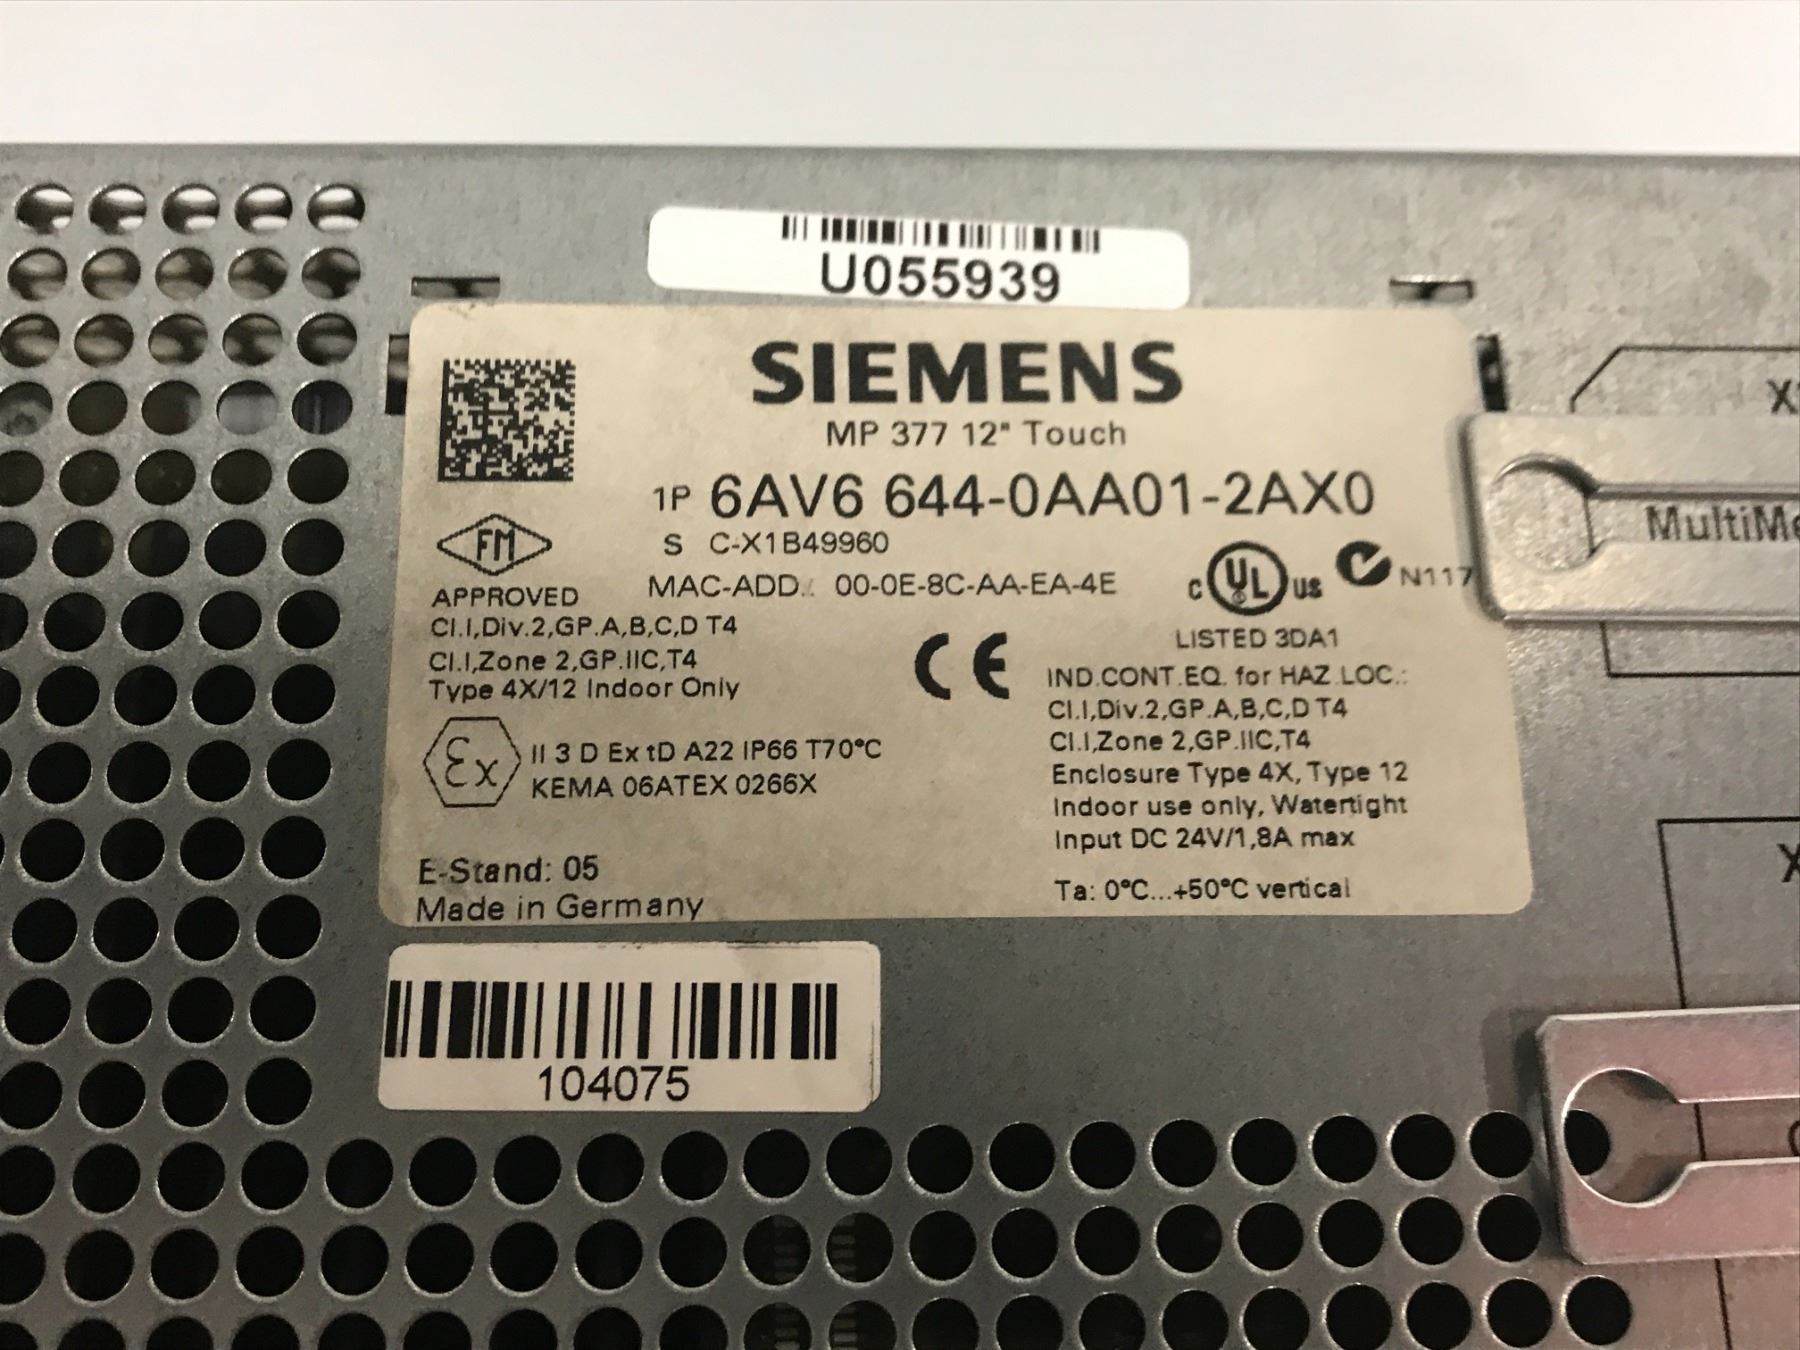 U055939
SIEMENS
MP 377 12" Touch
1P 6AV6 644-0AA01-2AX0
S C-X1B49960
MAC-ADD.: 00-0E-8C-AA-EA-4E
FM
APPROVED
Cl.I,Div.2,GP.A,B,C,D T4
Cl.I,Zone 2,GP.IIC,T4
Type 4X/12 Indoor Only
Ex II 3 D Ex tD A22 IP66 T70°C
KEMA 06ATEX 0266X
E-Stand: 05
Made in Germany
CE
C UL US N117
LISTED 3DA1
IND.CONT.EQ. for HAZ.LOC.:
Cl.I,Div.2,GP.A,B,C,D T4
Cl.I,Zone 2,GP.IIC,T4
Enclosure Type 4X, Type 12
Indoor use only, Watertight
Input DC 24V/1,8A max
Ta: 0°C...+50°C vertical
104075